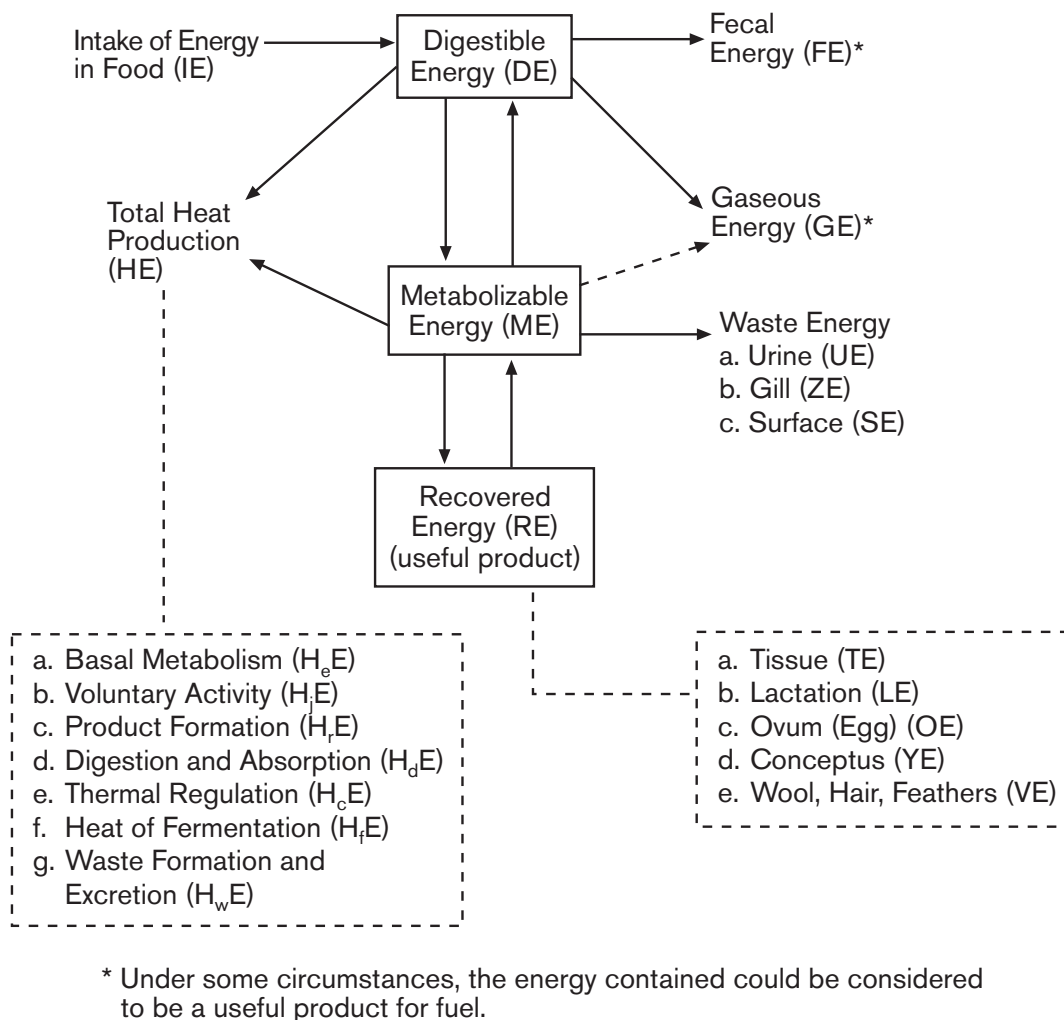 Intake of Energy
in Food (IE)
Digestible
Energy (DE)
Fecal
Energy (FE)*
Total Heat
Production
(HE)
Gaseous
Energy (GE)*
Metabolizable
Energy (ME)
Waste Energy
a. Urine (UE)
b. Gill (ZE)
c. Surface (SE)
Recovered
Energy (RE)
(useful product)
a. Basal Metabolism (HₑE)
b. Voluntary Activity (HⱼE)
c. Product Formation (HᵣE)
d. Digestion and Absorption (H_dE)
e. Thermal Regulation (H_cE)
f. Heat of Fermentation (H_fE)
g. Waste Formation and
Excretion (H_wE)
a. Tissue (TE)
b. Lactation (LE)
c. Ovum (Egg) (OE)
d. Conceptus (YE)
e. Wool, Hair, Feathers (VE)
* Under some circumstances, the energy contained could be considered
to be a useful product for fuel.